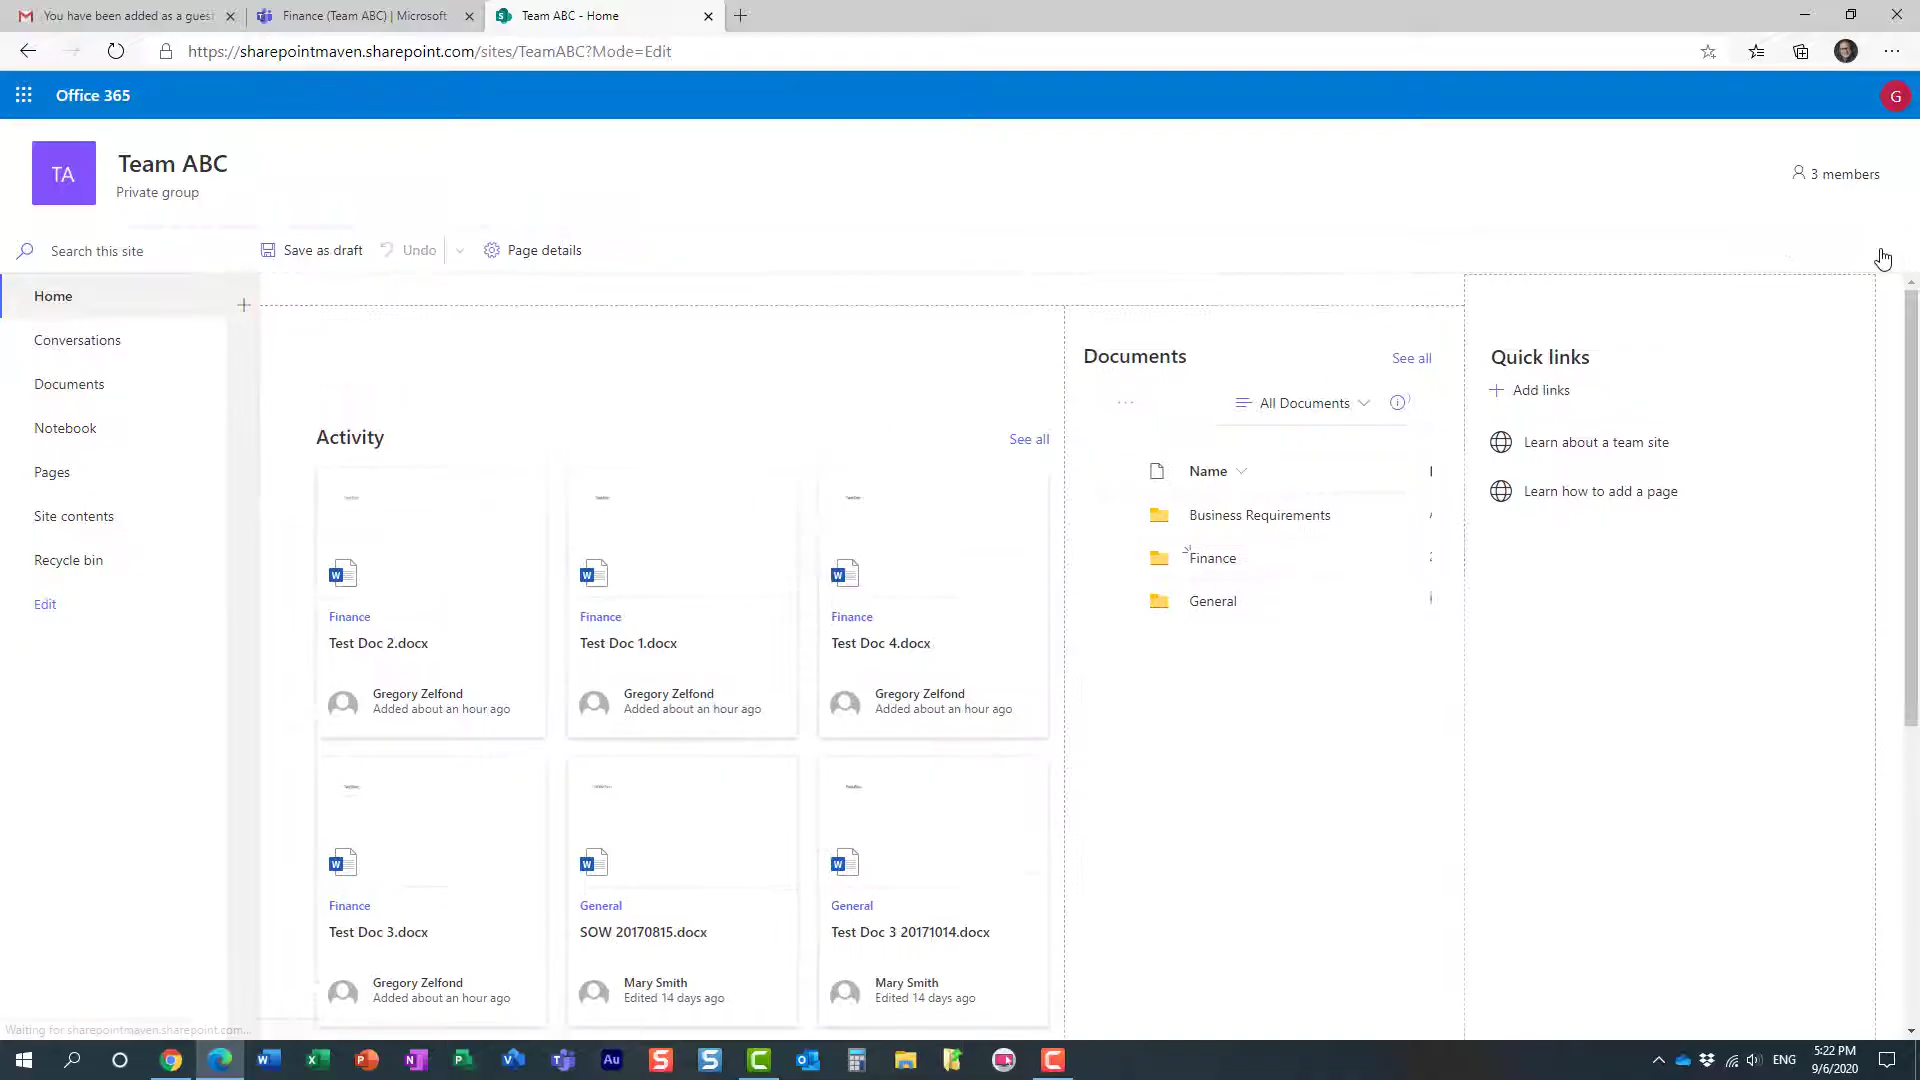 You have been added as a guest
Finance (Team ABC) | Microsoft
Team ABC - Home
https://sharepointmaven.sharepoint.com/sites/TeamABC?Mode=Edit
Office 365
G
TA
Team ABC
Private group
3 members
Search this site
Save as draft
Undo
Page details
Home
Conversations
Documents
Notebook
Pages
Site contents
Recycle bin
Edit
Activity
See all
Finance
Test Doc 2.docx
Gregory Zelfond
Added about an hour ago
Finance
Test Doc 1.docx
Gregory Zelfond
Added about an hour ago
Finance
Test Doc 4.docx
Gregory Zelfond
Added about an hour ago
Finance
Test Doc 3.docx
Gregory Zelfond
Added about an hour ago
General
SOW 20170815.docx
Mary Smith
Edited 14 days ago
General
Test Doc 3 20171014.docx
Mary Smith
Edited 14 days ago
Documents
See all
All Documents
Name
Business Requirements
Finance
General
Quick links
Add links
Learn about a team site
Learn how to add a page
Waiting for sharepointmaven.sharepoint.com...
ENG
5:22 PM
9/6/2020